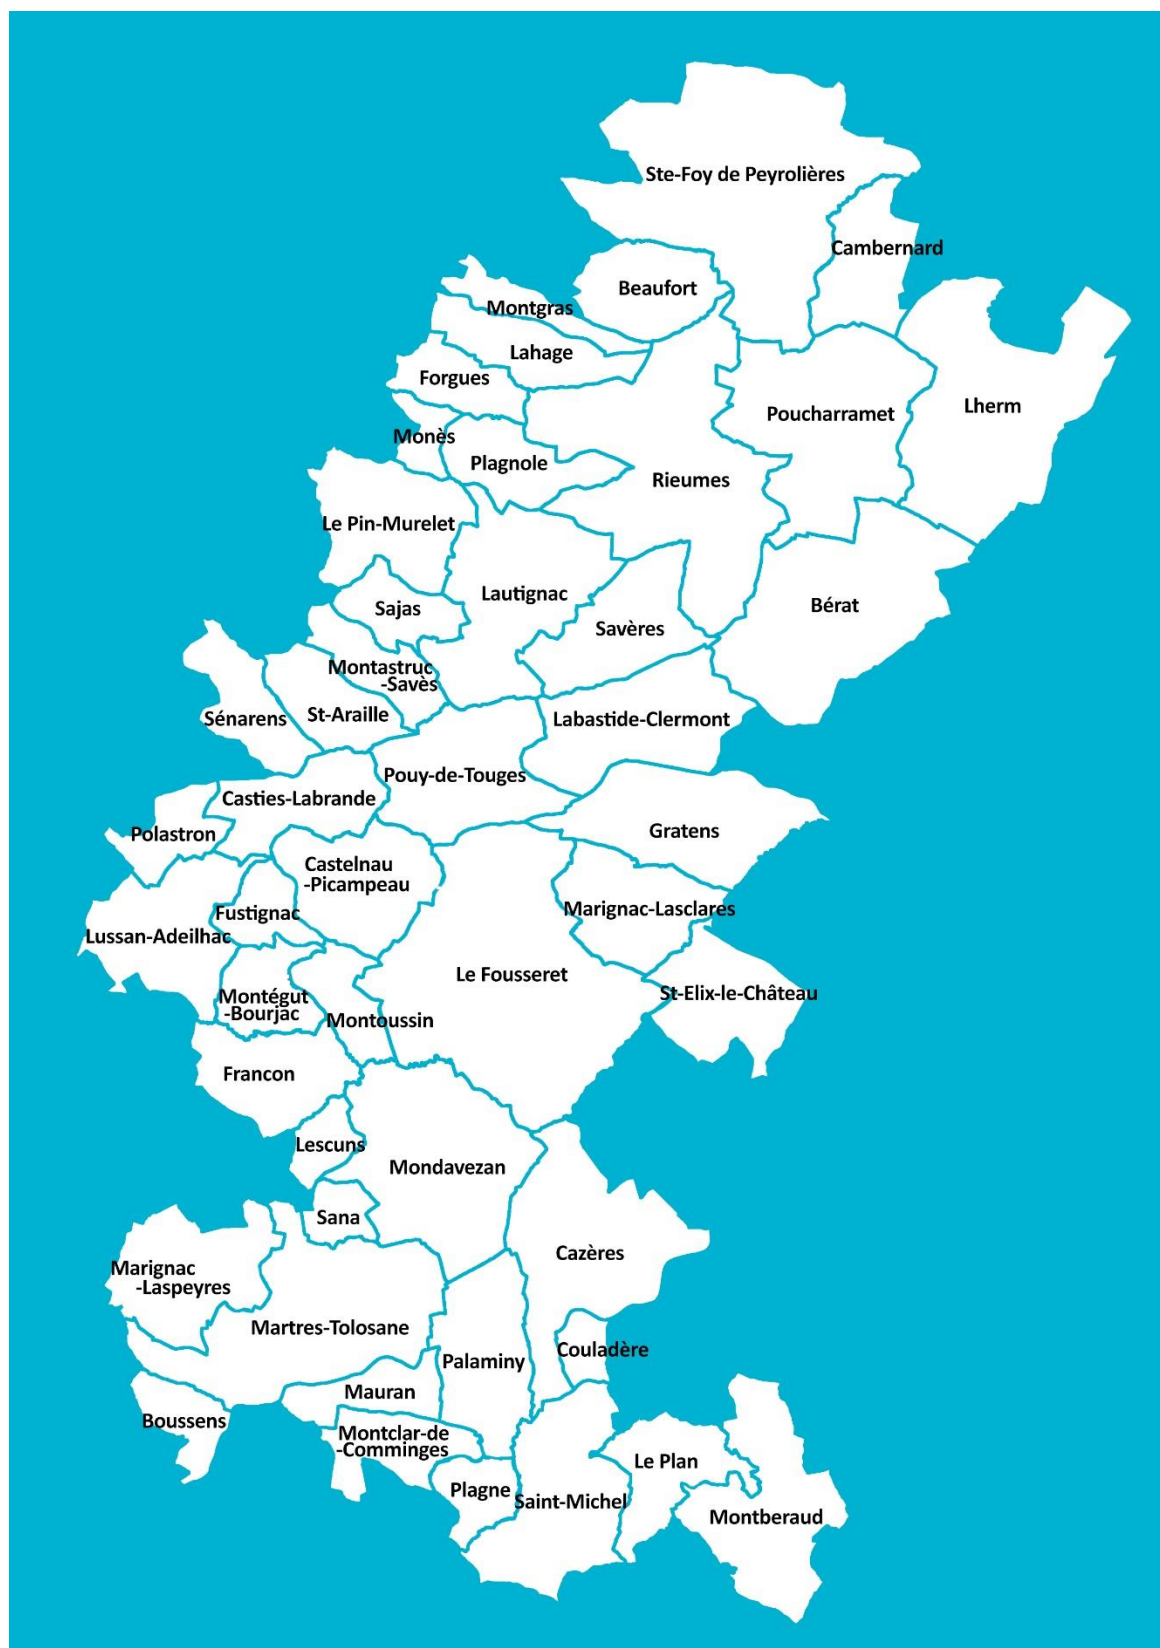 Ste-Foy de Peyrolières
Cambernard
Beaufort
Montgras
Lahage
Forgues
Lherm
Poucharramet
Monès
Plagnole
Rieumes
Le Pin-Murelet
Lautignac
Bérat
Sajas
Savères
Montastruc
-Savès
St-Araille
Sénarens
Labastide-Clermont
Pouy-de-Touges
Casties-Labrande
Polastron
Gratens
Castelnau
-Picampeau
Fustignac
Marignac-Lasclares
Lussan-Adeilhac
Le Fousseret
Montégut
-Bourjac
St-Elix-le-Château
Montoussin
Francon
Lescuns
Mondavezan
Sana
Cazères
Marignac
-Laspeyres
Martres-Tolosane
Couladère
Palaminy
Mauran
Boussens
Montclar-de
-Comminges
Le Plan
Plagne
Saint-Michel
Montberaud